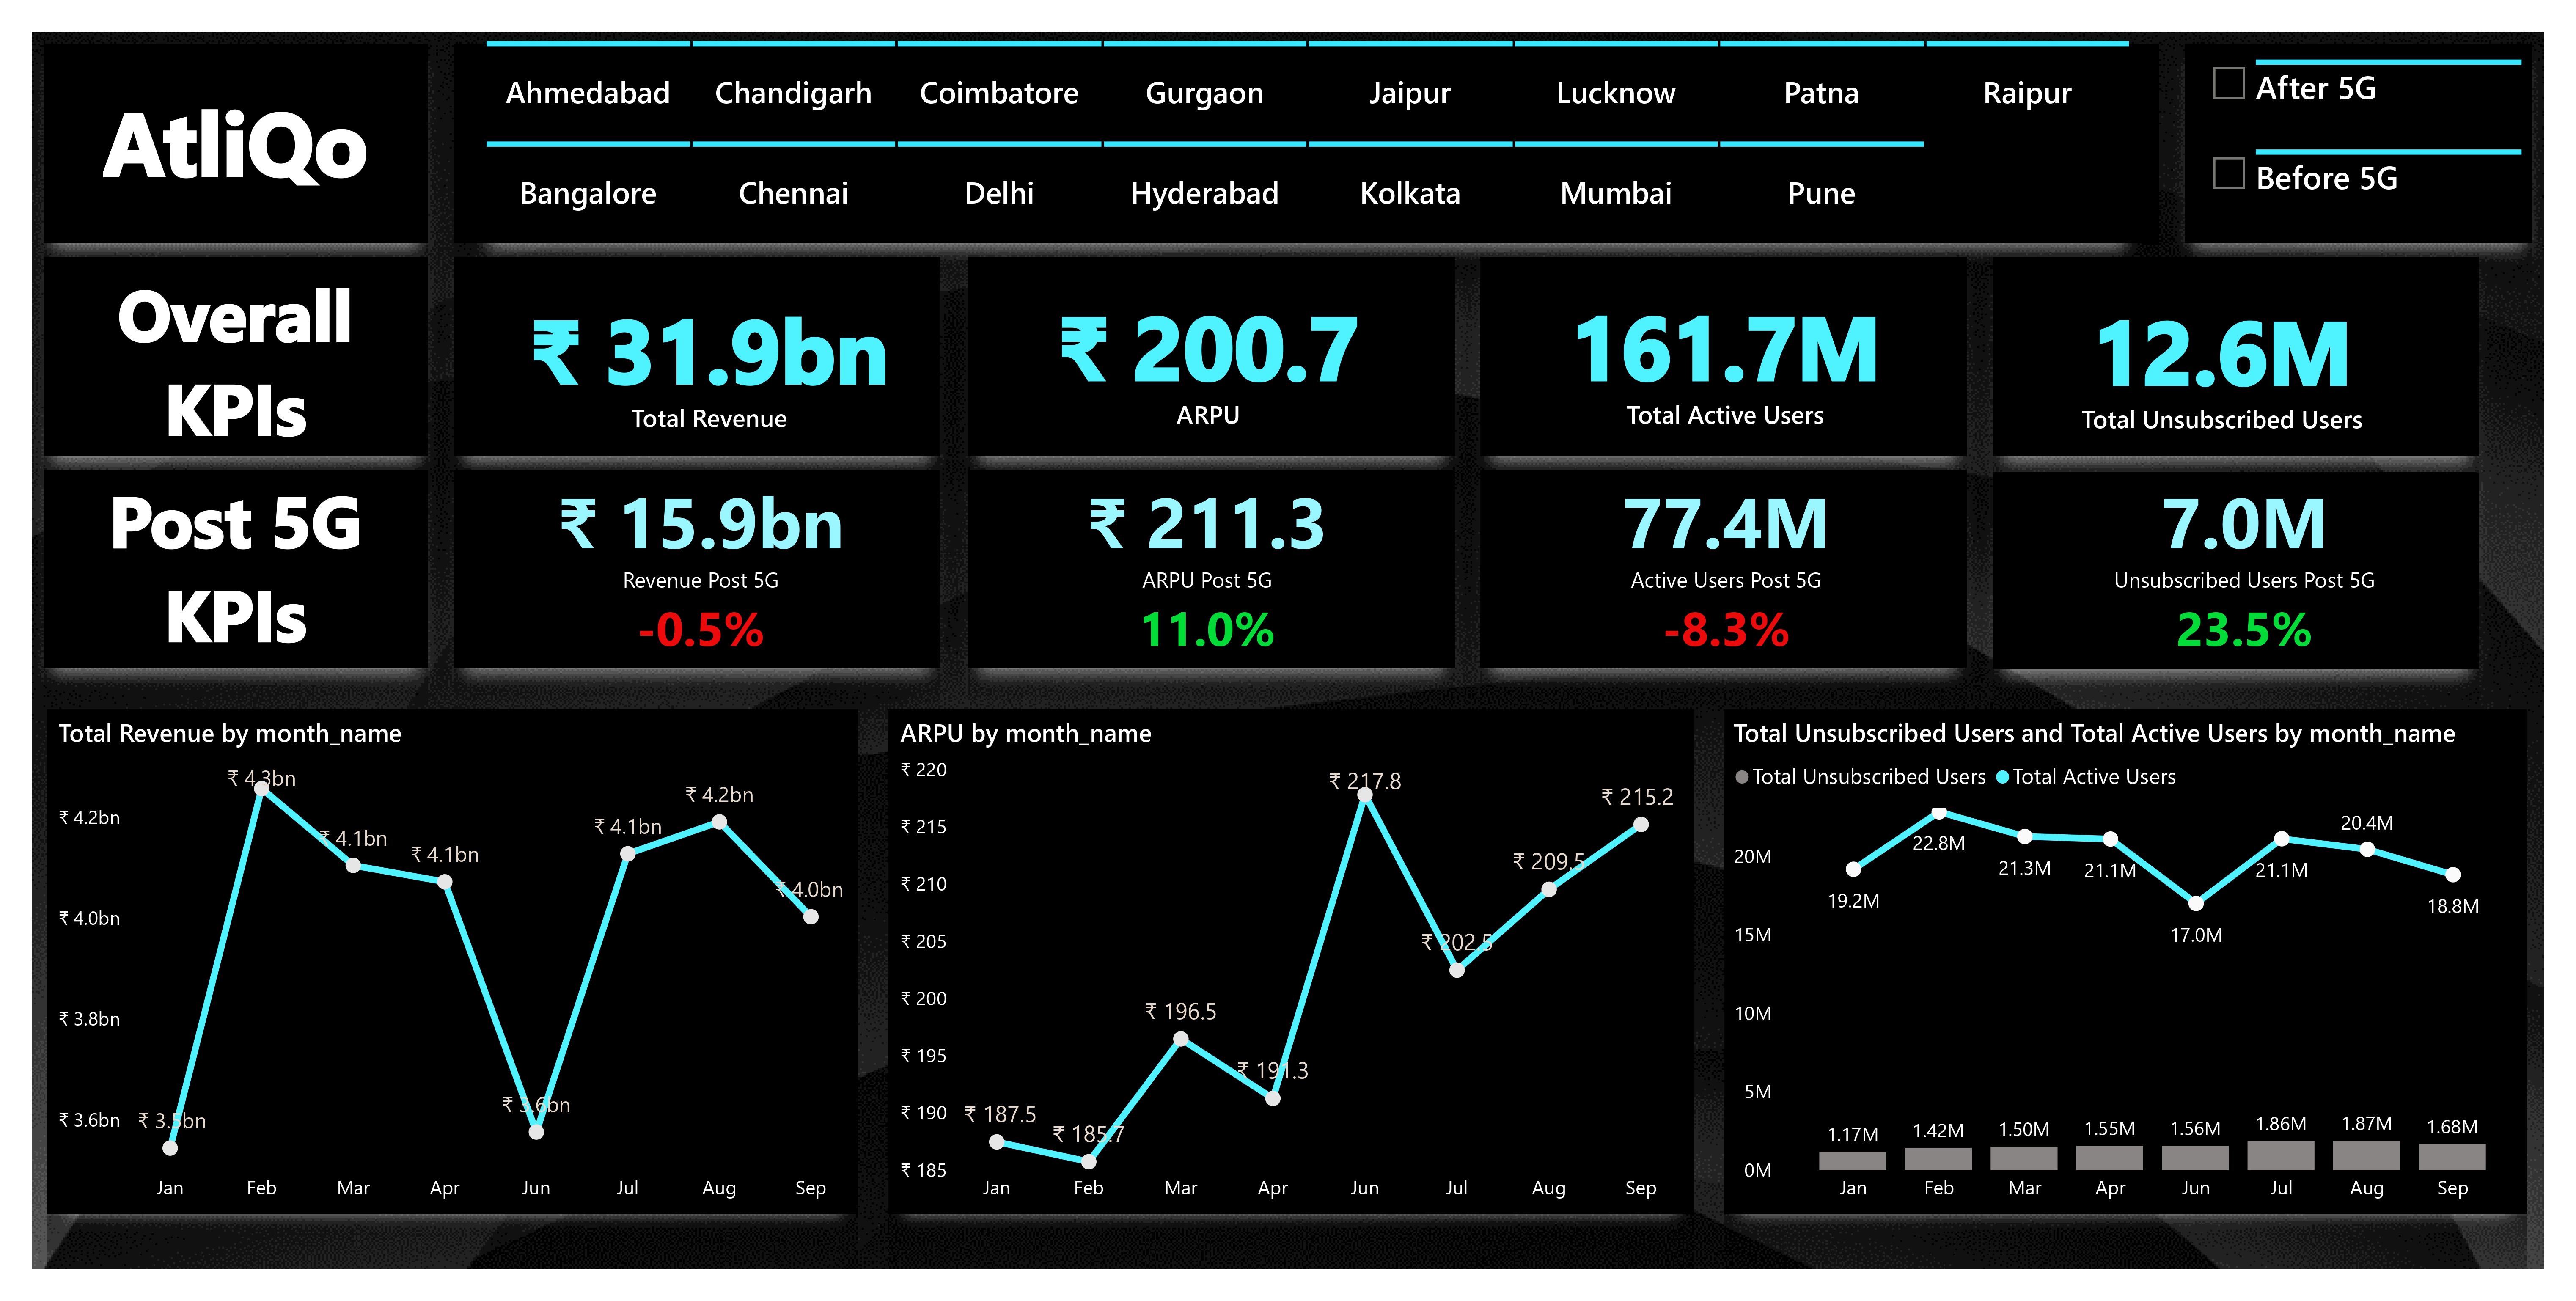 AtliQo
Ahmedabad Chandigarh Coimbatore Gurgaon Jaipur Lucknow Patna Raipur
Bangalore Chennai Delhi Hyderabad Kolkata Mumbai Pune
After 5G
Before 5G
Overall
KPIs
₹ 31.9bn
Total Revenue
₹ 200.7
ARPU
161.7M
Total Active Users
12.6M
Total Unsubscribed Users
Post 5G
KPIs
₹ 15.9bn
Revenue Post 5G
-0.5%
₹ 211.3
ARPU Post 5G
11.0%
77.4M
Active Users Post 5G
-8.3%
7.0M
Unsubscribed Users Post 5G
23.5%
Total Revenue by month_name
₹ 4.2bn
₹ 4.0bn
₹ 3.8bn
₹ 3.6bn
₹ 3.5bn
₹ 4.3bn
₹ 4.1bn
₹ 4.1bn
₹ 3.6bn
₹ 4.1bn
₹ 4.2bn
₹ 4.0bn
Jan Feb Mar Apr Jun Jul Aug Sep
ARPU by month_name
₹ 220
₹ 215
₹ 210
₹ 205
₹ 200
₹ 195
₹ 190
₹ 185
₹ 187.5
₹ 185.7
₹ 196.5
₹ 191.3
₹ 217.8
₹ 202.5
₹ 209.5
₹ 215.2
Jan Feb Mar Apr Jun Jul Aug Sep
Total Unsubscribed Users and Total Active Users by month_name
Total Unsubscribed Users Total Active Users
20M
15M
10M
5M
0M
19.2M
22.8M
21.3M
21.1M
17.0M
21.1M
20.4M
18.8M
1.17M 1.42M 1.50M 1.55M 1.56M 1.86M 1.87M 1.68M
Jan Feb Mar Apr Jun Jul Aug Sep